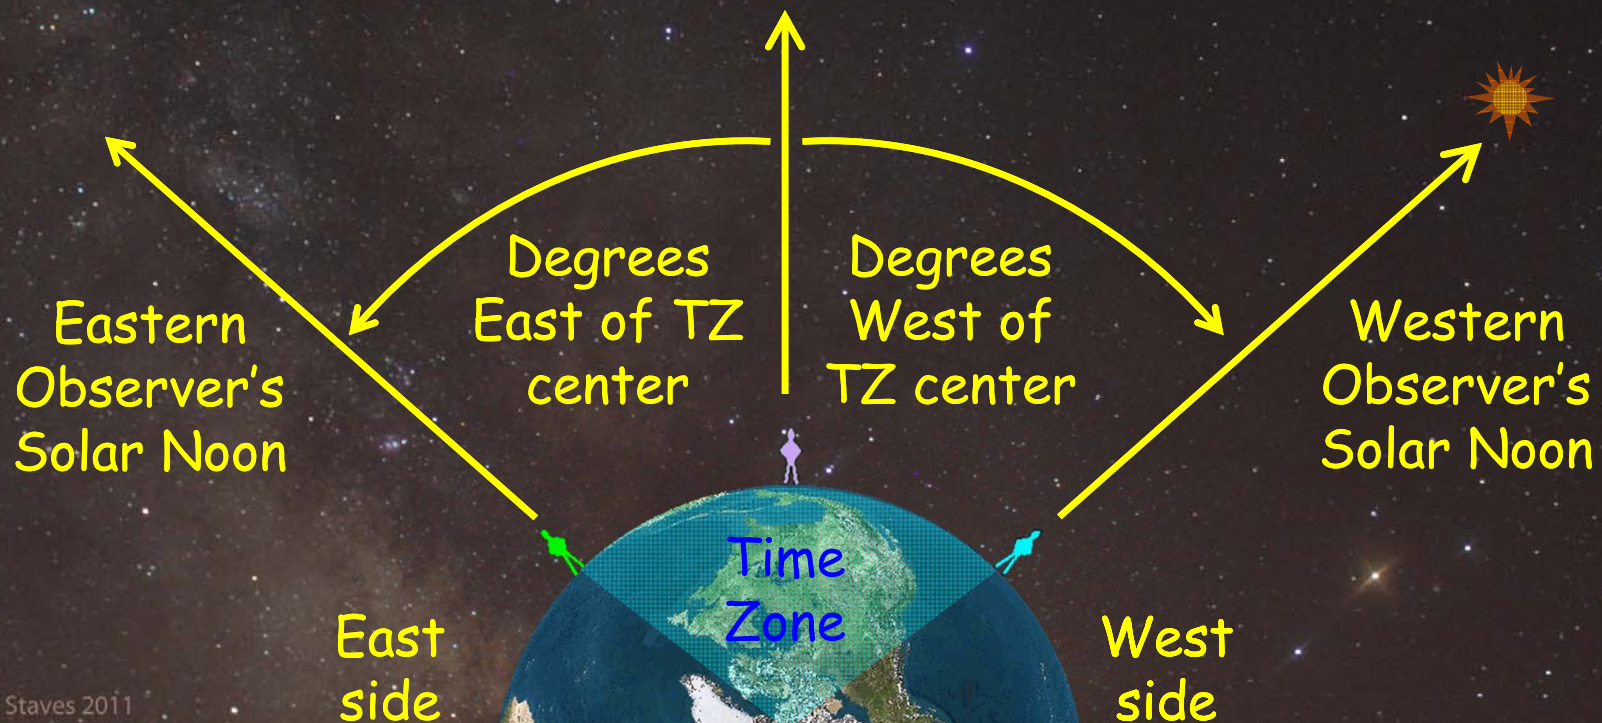 Eastern
Observer's
Solar Noon
Degrees
East of TZ
center
Degrees
West of
TZ center
Western
Observer's
Solar Noon
Time
Zone
East
side
West
side
Staves 2011